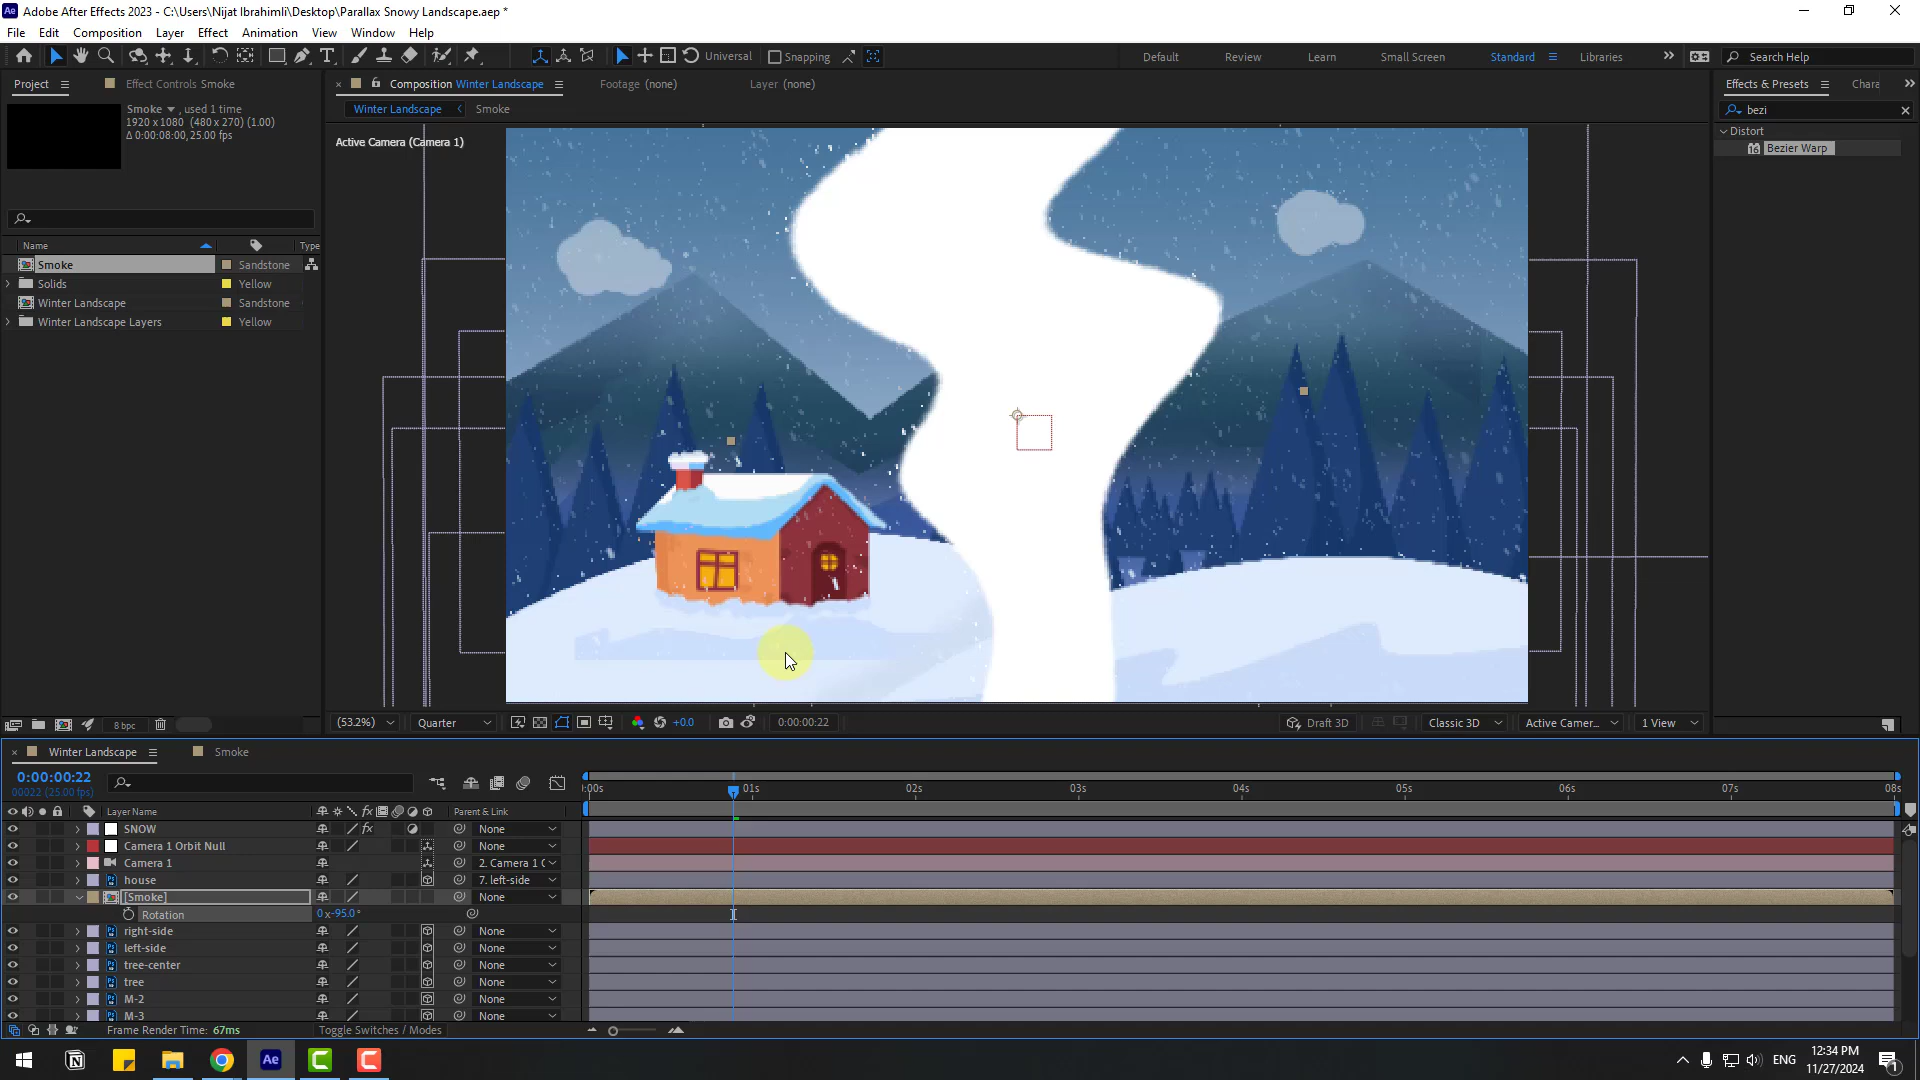 Adobe After Effects 2023 - C:\Users\Nijat Ibrahimli\Desktop\Parallax Snowy Landscape.aep *
File Edit Composition Layer Effect Animation View Window Help
Universal Snapping Default Review Learn Small Screen Standard Libraries Search Help
Project Effect Controls Smoke
Smoke , used 1 time
1920 x 1080 (480 x 270) (1.00)
Δ 0:00:08:00, 25.00 fps
Name Type
Smoke Sandstone
Solids Yellow
Winter Landscape Sandstone
Winter Landscape Layers Yellow
8 bpc
Composition Winter Landscape Footage (none) Layer (none)
Winter Landscape Smoke
Active Camera (Camera 1)
(53.2%) Quarter +0.0 0:00:00:22 Draft 3D Classic 3D Active Camer... 1 View
Effects & Presets Chara
bezi
Distort
16 Bezier Warp
Winter Landscape Smoke
0:00:00:22
00022 (25.00 fps)
:00s 01s 02s 03s 04s 05s 06s 07s 08s
Layer Name fx Parent & Link
SNOW fx None
Camera 1 Orbit Null None
Camera 1 2. Camera 1 C
house 7. left-side
[Smoke] None
Rotation 0x-95.0°
right-side None
left-side None
tree-center None
tree None
M-2 None
M-3 None
Frame Render Time: 67ms Toggle Switches / Modes
Ae
ENG
12:34 PM
11/27/2024
1